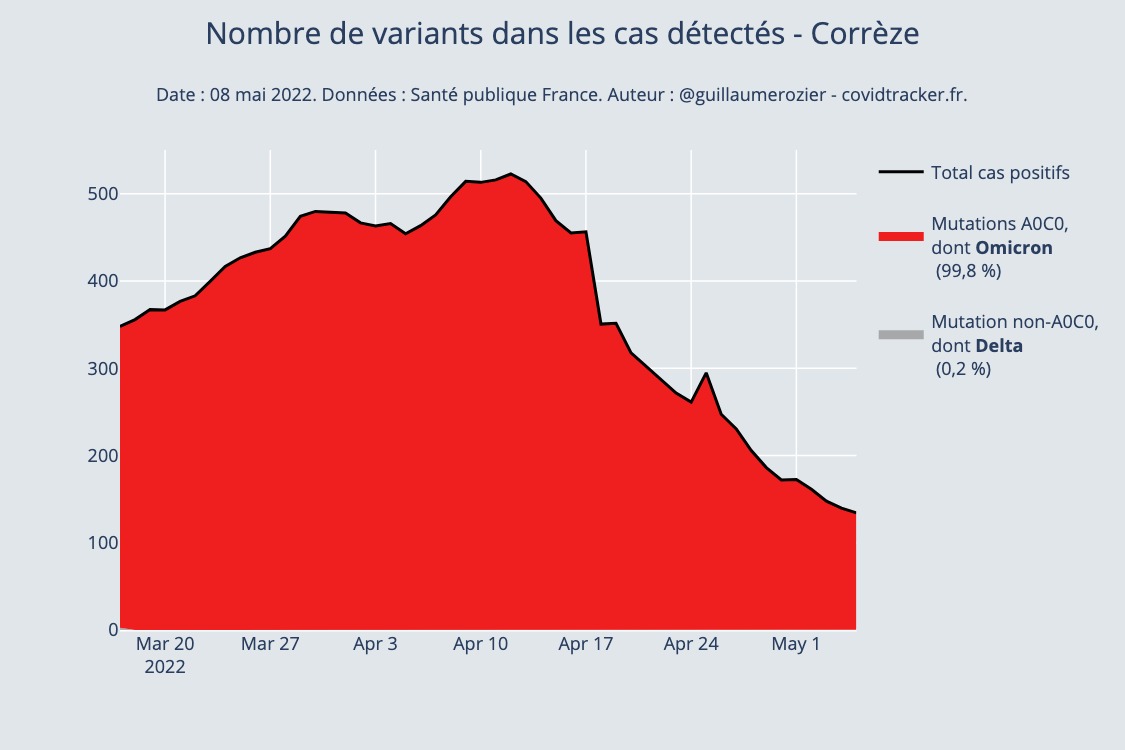 Nombre de variants dans les cas détectés - Corrèze
Date : 08 mai 2022. Données : Santé publique France. Auteur : @guillaumerozier - covidtracker.fr.
500
400
300
200
100
0
Mar 20
2022
Mar 27
Apr 3
Apr 10
Apr 17
Apr 24
May 1
Total cas positifs
Mutations A0C0,
dont Omicron
(99,8 %)
Mutation non-A0C0,
dont Delta
(0,2 %)